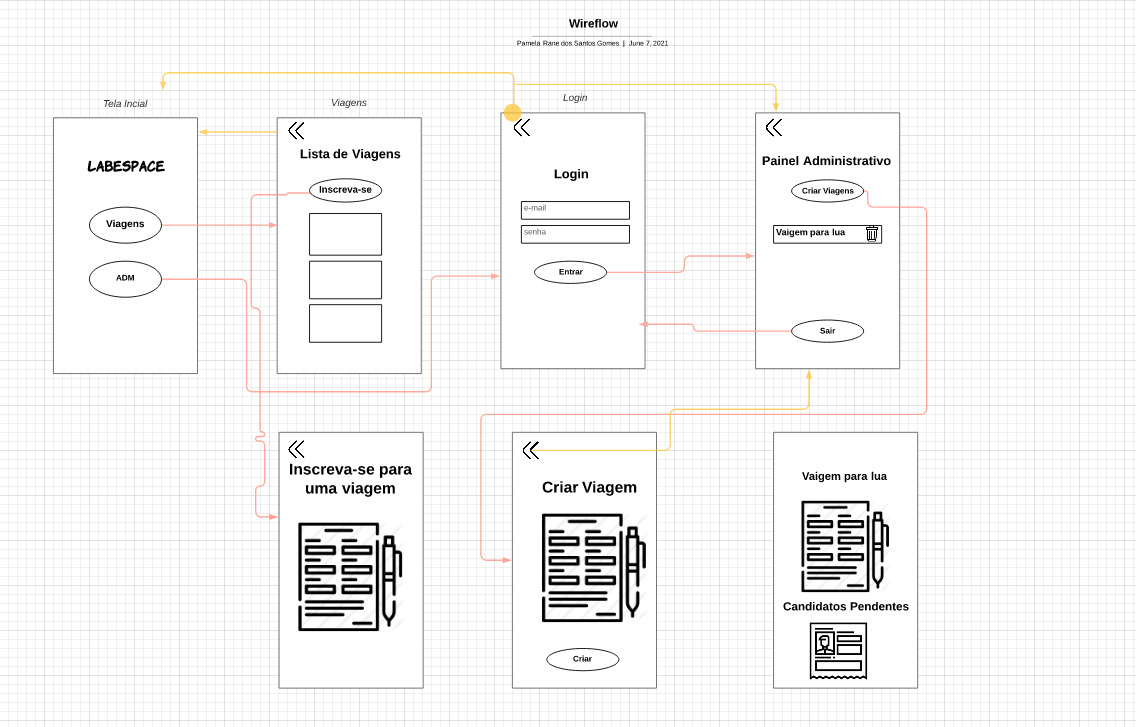 Wireflow
Pamela Rane dos Santos Gomes | June 7, 2021
Tela Incial
Viagens
Login
LABESPACE
Viagens
ADM
Lista de Viagens
Inscreva-se
Login
e-mail
senha
Entrar
Painel Administrativo
Criar Viagens
Vaigem para lua
Sair
Inscreva-se para
uma viagem
Criar Viagem
Criar
Vaigem para lua
Candidatos Pendentes